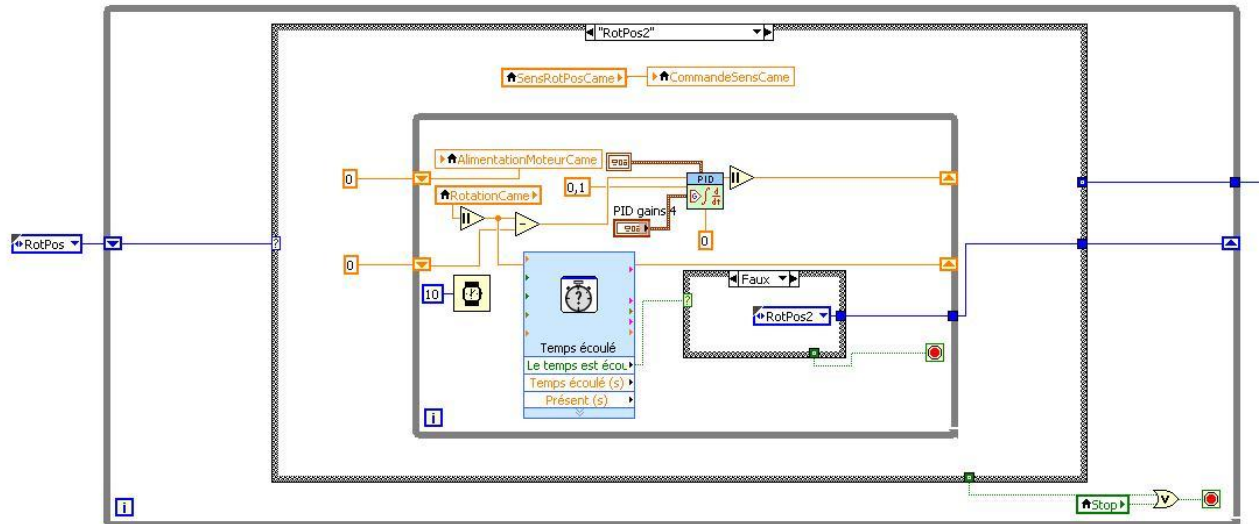 "RotPos2"
SensRotPosCame
CommandeSensCame
AlimentationMoteurCame
0
PID
RotationCame
0,1
PID gains 4
RotPos
0
0
10
?
Faux
?
RotPos2
Temps écoulé
Le temps est écou
Temps écoulé (s)
Présent (s)
i
Stop
V
i